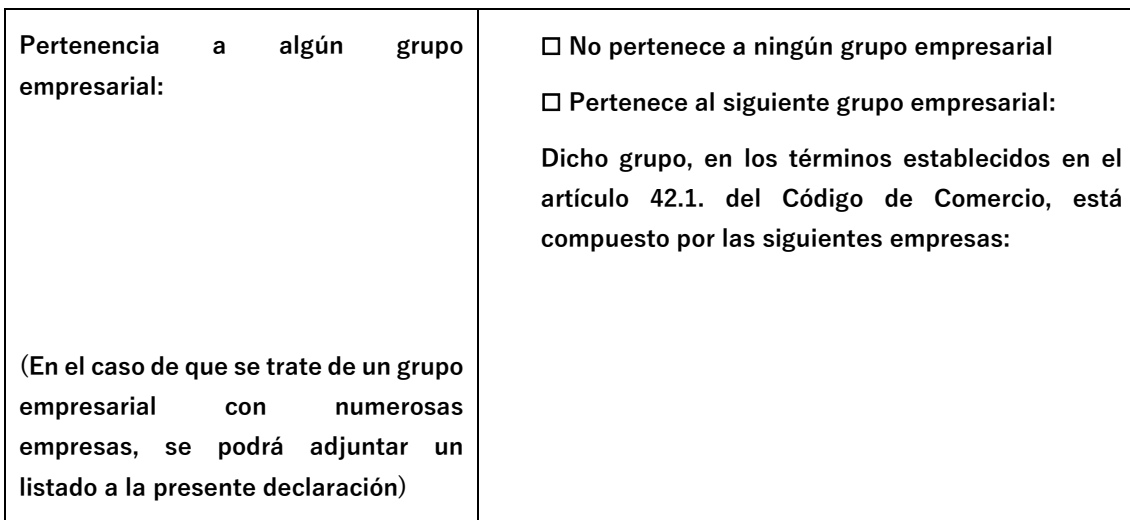 Pertenencia a algún grupo
empresarial:
(En el caso de que se trate de un grupo
empresarial con numerosas
empresas, se podrá adjuntar un
listado a la presente declaración)
☐ No pertenece a ningún grupo empresarial
☐ Pertenece al siguiente grupo empresarial:
Dicho grupo, en los términos establecidos en el
artículo 42.1. del Código de Comercio, está
compuesto por las siguientes empresas: